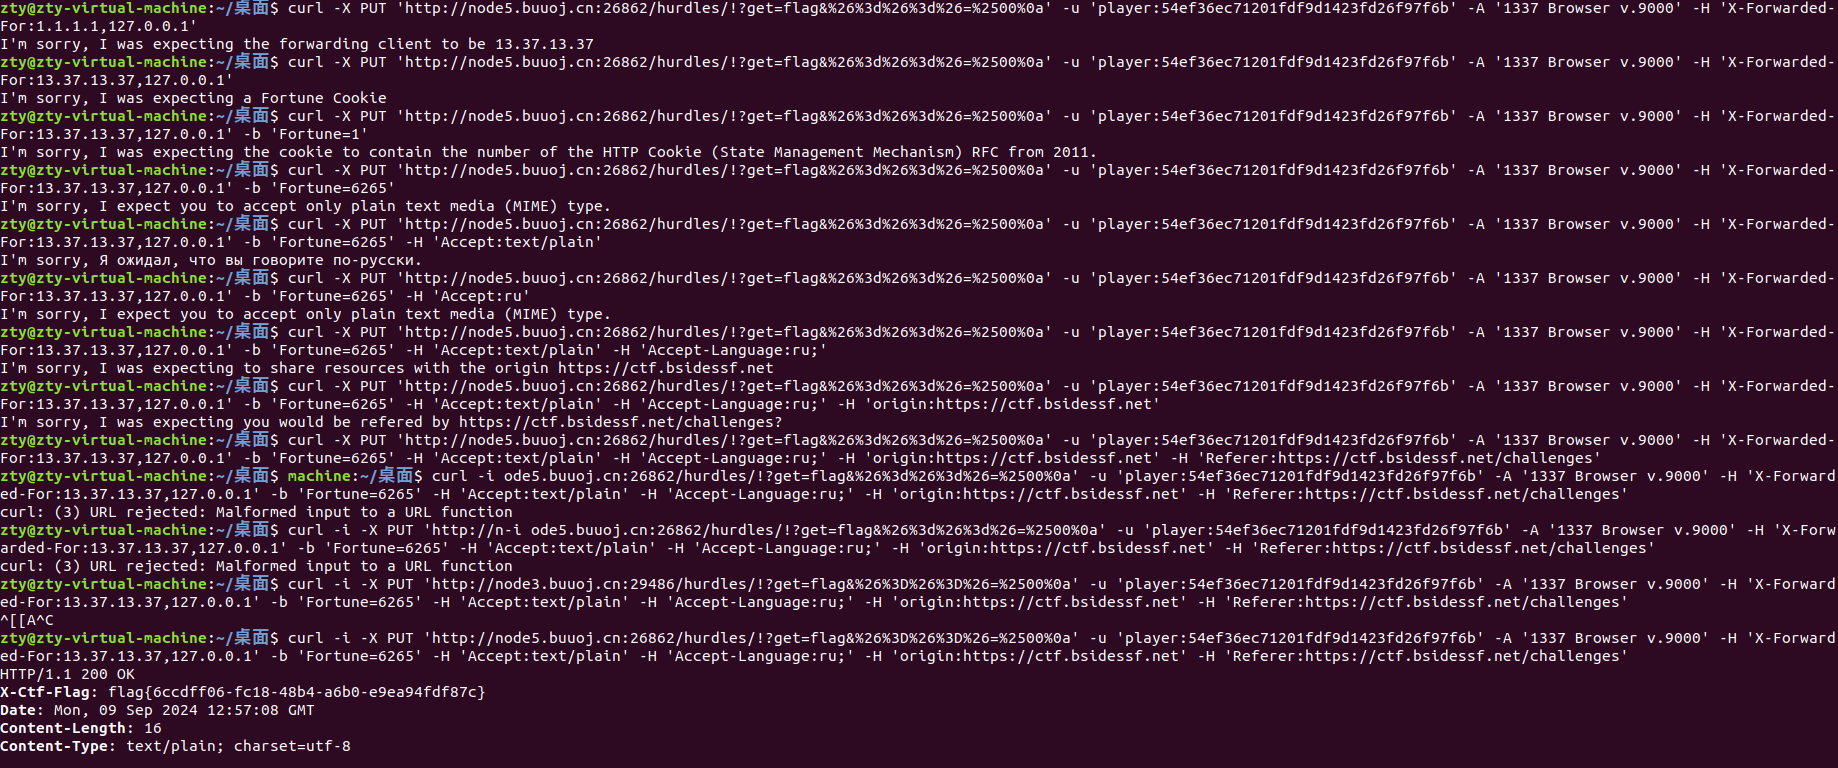 zty@zty-virtual-machine:~/桌面$ curl -X PUT 'http://node5.buuoj.cn:26862/hurdles/!?get=flag&%26%3d%26%3d%26=%2500%0a' -u 'player:54ef36ec71201fdf9d1423fd26f97f6b' -A '1337 Browser v.9000' -H 'X-Forwarded-
For:1.1.1.1,127.0.0.1'
I'm sorry, I was expecting the forwarding client to be 13.37.13.37
zty@zty-virtual-machine:~/桌面$ curl -X PUT 'http://node5.buuoj.cn:26862/hurdles/!?get=flag&%26%3d%26%3d%26=%2500%0a' -u 'player:54ef36ec71201fdf9d1423fd26f97f6b' -A '1337 Browser v.9000' -H 'X-Forwarded-
For:13.37.13.37,127.0.0.1'
I'm sorry, I was expecting a Fortune Cookie
zty@zty-virtual-machine:~/桌面$ curl -X PUT 'http://node5.buuoj.cn:26862/hurdles/!?get=flag&%26%3d%26%3d%26=%2500%0a' -u 'player:54ef36ec71201fdf9d1423fd26f97f6b' -A '1337 Browser v.9000' -H 'X-Forwarded-
For:13.37.13.37,127.0.0.1' -b 'Fortune=1'
I'm sorry, I was expecting the cookie to contain the number of the HTTP Cookie (State Management Mechanism) RFC from 2011.
zty@zty-virtual-machine:~/桌面$ curl -X PUT 'http://node5.buuoj.cn:26862/hurdles/!?get=flag&%26%3d%26%3d%26=%2500%0a' -u 'player:54ef36ec71201fdf9d1423fd26f97f6b' -A '1337 Browser v.9000' -H 'X-Forwarded-
For:13.37.13.37,127.0.0.1' -b 'Fortune=6265'
I'm sorry, I expect you to accept only plain text media (MIME) type.
zty@zty-virtual-machine:~/桌面$ curl -X PUT 'http://node5.buuoj.cn:26862/hurdles/!?get=flag&%26%3d%26%3d%26=%2500%0a' -u 'player:54ef36ec71201fdf9d1423fd26f97f6b' -A '1337 Browser v.9000' -H 'X-Forwarded-
For:13.37.13.37,127.0.0.1' -b 'Fortune=6265' -H 'Accept:text/plain'
I'm sorry, Я ожидал, что вы говорите по-русски.
zty@zty-virtual-machine:~/桌面$ curl -X PUT 'http://node5.buuoj.cn:26862/hurdles/!?get=flag&%26%3d%26%3d%26=%2500%0a' -u 'player:54ef36ec71201fdf9d1423fd26f97f6b' -A '1337 Browser v.9000' -H 'X-Forwarded-
For:13.37.13.37,127.0.0.1' -b 'Fortune=6265' -H 'Accept:ru'
I'm sorry, I expect you to accept only plain text media (MIME) type.
zty@zty-virtual-machine:~/桌面$ curl -X PUT 'http://node5.buuoj.cn:26862/hurdles/!?get=flag&%26%3d%26%3d%26=%2500%0a' -u 'player:54ef36ec71201fdf9d1423fd26f97f6b' -A '1337 Browser v.9000' -H 'X-Forwarded-
For:13.37.13.37,127.0.0.1' -b 'Fortune=6265' -H 'Accept:text/plain' -H 'Accept-Language:ru;'
I'm sorry, I was expecting to share resources with the origin https://ctf.bsidessf.net
zty@zty-virtual-machine:~/桌面$ curl -X PUT 'http://node5.buuoj.cn:26862/hurdles/!?get=flag&%26%3d%26%3d%26=%2500%0a' -u 'player:54ef36ec71201fdf9d1423fd26f97f6b' -A '1337 Browser v.9000' -H 'X-Forwarded-
For:13.37.13.37,127.0.0.1' -b 'Fortune=6265' -H 'Accept:text/plain' -H 'Accept-Language:ru;' -H 'origin:https://ctf.bsidessf.net'
I'm sorry, I was expecting you would be refered by https://ctf.bsidessf.net/challenges?
zty@zty-virtual-machine:~/桌面$ curl -X PUT 'http://node5.buuoj.cn:26862/hurdles/!?get=flag&%26%3d%26%3d%26=%2500%0a' -u 'player:54ef36ec71201fdf9d1423fd26f97f6b' -A '1337 Browser v.9000' -H 'X-Forwarded-
For:13.37.13.37,127.0.0.1' -b 'Fortune=6265' -H 'Accept:text/plain' -H 'Accept-Language:ru;' -H 'origin:https://ctf.bsidessf.net' -H 'Referer:https://ctf.bsidessf.net/challenges'
zty@zty-virtual-machine:~/桌面$ machine:~/桌面$ curl -i ode5.buuoj.cn:26862/hurdles/!?get=flag&%26%3d%26%3d%26=%2500%0a' -u 'player:54ef36ec71201fdf9d1423fd26f97f6b' -A '1337 Browser v.9000' -H 'X-Forward
ed-For:13.37.13.37,127.0.0.1' -b 'Fortune=6265' -H 'Accept:text/plain' -H 'Accept-Language:ru;' -H 'origin:https://ctf.bsidessf.net' -H 'Referer:https://ctf.bsidessf.net/challenges'
curl: (3) URL rejected: Malformed input to a URL function
zty@zty-virtual-machine:~/桌面$ curl -i -X PUT 'http://n-i ode5.buuoj.cn:26862/hurdles/!?get=flag&%26%3d%26%3d%26=%2500%0a' -u 'player:54ef36ec71201fdf9d1423fd26f97f6b' -A '1337 Browser v.9000' -H 'X-Forw
arded-For:13.37.13.37,127.0.0.1' -b 'Fortune=6265' -H 'Accept:text/plain' -H 'Accept-Language:ru;' -H 'origin:https://ctf.bsidessf.net' -H 'Referer:https://ctf.bsidessf.net/challenges'
curl: (3) URL rejected: Malformed input to a URL function
zty@zty-virtual-machine:~/桌面$ curl -i -X PUT 'http://node3.buuoj.cn:29486/hurdles/!?get=flag&%26%3D%26%3D%26=%2500%0a' -u 'player:54ef36ec71201fdf9d1423fd26f97f6b' -A '1337 Browser v.9000' -H 'X-Forward
ed-For:13.37.13.37,127.0.0.1' -b 'Fortune=6265' -H 'Accept:text/plain' -H 'Accept-Language:ru;' -H 'origin:https://ctf.bsidessf.net' -H 'Referer:https://ctf.bsidessf.net/challenges'
^[[A^C
zty@zty-virtual-machine:~/桌面$ curl -i -X PUT 'http://node5.buuoj.cn:26862/hurdles/!?get=flag&%26%3D%26%3D%26=%2500%0a' -u 'player:54ef36ec71201fdf9d1423fd26f97f6b' -A '1337 Browser v.9000' -H 'X-Forward
ed-For:13.37.13.37,127.0.0.1' -b 'Fortune=6265' -H 'Accept:text/plain' -H 'Accept-Language:ru;' -H 'origin:https://ctf.bsidessf.net' -H 'Referer:https://ctf.bsidessf.net/challenges'
HTTP/1.1 200 OK
X-Ctf-Flag: flag{6ccdff06-fc18-48b4-a6b0-e9ea94fdf87c}
Date: Mon, 09 Sep 2024 12:57:08 GMT
Content-Length: 16
Content-Type: text/plain; charset=utf-8